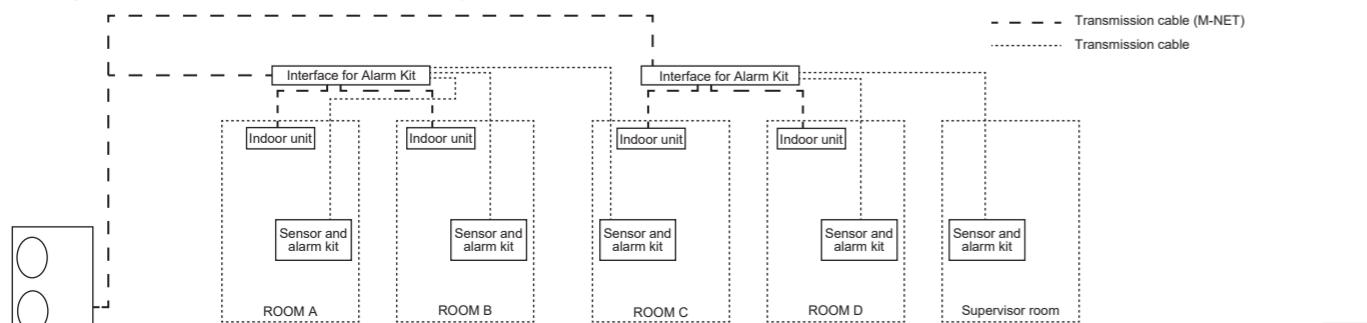 Transmission cable (M-NET)
Transmission cable
Interface for Alarm Kit
Interface for Alarm Kit
Indoor unit
Indoor unit
Indoor unit
Indoor unit
Sensor and
alarm kit
Sensor and
alarm kit
Sensor and
alarm kit
Sensor and
alarm kit
Sensor and
alarm kit
ROOM A
ROOM B
ROOM C
ROOM D
Supervisor room